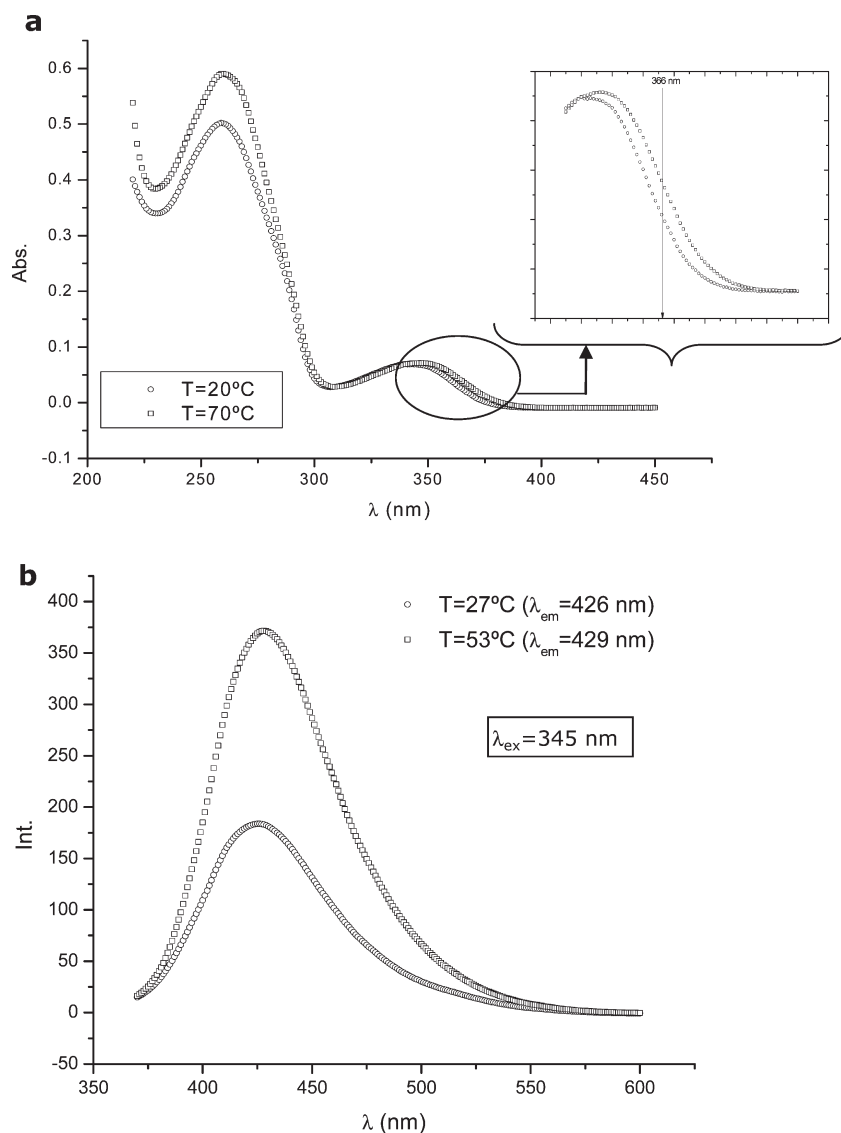 a
0.6
0.5
0.4
0.3
0.2
0.1
0.0
-0.1
Abs.
200
250
300
350
400
450
λ (nm)
T=20ºC
T=70ºC
366 nm
b
400
350
300
250
200
150
100
50
0
-50
Int.
350
400
450
500
550
600
λ (nm)
T=27ºC (λem=426 nm)
T=53ºC (λem=429 nm)
λex=345 nm